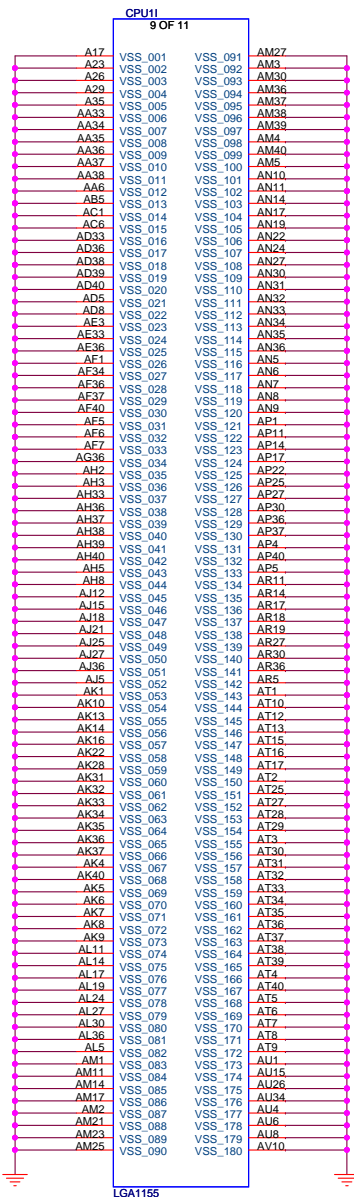 CPU1I
9 OF 11
A17 VSS_001 VSS_091 AM27
A23 VSS_002 VSS_092 AM3
A26 VSS_003 VSS_093 AM30
A29 VSS_004 VSS_094 AM36
A35 VSS_005 VSS_095 AM37
AA33 VSS_006 VSS_096 AM38
AA34 VSS_007 VSS_097 AM39
AA35 VSS_008 VSS_098 AM4
AA36 VSS_009 VSS_099 AM40
AA37 VSS_010 VSS_100 AM5
AA38 VSS_011 VSS_101 AN10
AA6 VSS_012 VSS_102 AN11
AB5 VSS_013 VSS_103 AN14
AC1 VSS_014 VSS_104 AN17
AC6 VSS_015 VSS_105 AN19
AD33 VSS_016 VSS_106 AN22
AD36 VSS_017 VSS_107 AN24
AD38 VSS_018 VSS_108 AN27
AD39 VSS_019 VSS_109 AN30
AD40 VSS_020 VSS_110 AN31
AD5 VSS_021 VSS_111 AN32
AD8 VSS_022 VSS_112 AN33
AE3 VSS_023 VSS_113 AN34
AE33 VSS_024 VSS_114 AN35
AE36 VSS_025 VSS_115 AN36
AF1 VSS_026 VSS_116 AN5
AF34 VSS_027 VSS_117 AN6
AF36 VSS_028 VSS_118 AN7
AF37 VSS_029 VSS_119 AN8
AF40 VSS_030 VSS_120 AN9
AF5 VSS_031 VSS_121 AP1
AF6 VSS_032 VSS_122 AP11
AF7 VSS_033 VSS_123 AP14
AG36 VSS_034 VSS_124 AP17
AH2 VSS_035 VSS_125 AP22
AH3 VSS_036 VSS_126 AP25
AH33 VSS_037 VSS_127 AP27
AH36 VSS_038 VSS_128 AP30
AH37 VSS_039 VSS_129 AP36
AH38 VSS_040 VSS_130 AP37
AH39 VSS_041 VSS_131 AP4
AH40 VSS_042 VSS_132 AP40
AH5 VSS_043 VSS_133 AP5
AH8 VSS_044 VSS_134 AR11
AJ12 VSS_045 VSS_135 AR14
AJ15 VSS_046 VSS_136 AR17
AJ18 VSS_047 VSS_137 AR18
AJ21 VSS_048 VSS_138 AR19
AJ25 VSS_049 VSS_139 AR27
AJ27 VSS_050 VSS_140 AR30
AJ36 VSS_051 VSS_141 AR36
AJ5 VSS_052 VSS_142 AR5
AK1 VSS_053 VSS_143 AT1
AK10 VSS_054 VSS_144 AT10
AK13 VSS_055 VSS_145 AT12
AK14 VSS_056 VSS_146 AT13
AK16 VSS_057 VSS_147 AT15
AK22 VSS_058 VSS_148 AT16
AK28 VSS_059 VSS_149 AT17
AK31 VSS_060 VSS_150 AT2
AK32 VSS_061 VSS_151 AT25
AK33 VSS_062 VSS_152 AT27
AK34 VSS_063 VSS_153 AT28
AK35 VSS_064 VSS_154 AT29
AK36 VSS_065 VSS_155 AT3
AK37 VSS_066 VSS_156 AT30
AK4 VSS_067 VSS_157 AT31
AK40 VSS_068 VSS_158 AT32
AK5 VSS_069 VSS_159 AT33
AK6 VSS_070 VSS_160 AT34
AK7 VSS_071 VSS_161 AT35
AK8 VSS_072 VSS_162 AT36
AK9 VSS_073 VSS_163 AT37
AL11 VSS_074 VSS_164 AT38
AL14 VSS_075 VSS_165 AT39
AL17 VSS_076 VSS_166 AT4
AL19 VSS_077 VSS_167 AT40
AL24 VSS_078 VSS_168 AT5
AL27 VSS_079 VSS_169 AT6
AL30 VSS_080 VSS_170 AT7
AL36 VSS_081 VSS_171 AT8
AL5 VSS_082 VSS_172 AT9
AM1 VSS_083 VSS_173 AU1
AM11 VSS_084 VSS_174 AU15
AM14 VSS_085 VSS_175 AU26
AM17 VSS_086 VSS_176 AU34
AM2 VSS_087 VSS_177 AU4
AM21 VSS_088 VSS_178 AU6
AM23 VSS_089 VSS_179 AU8
AM25 VSS_090 VSS_180 AV10
LGA1155